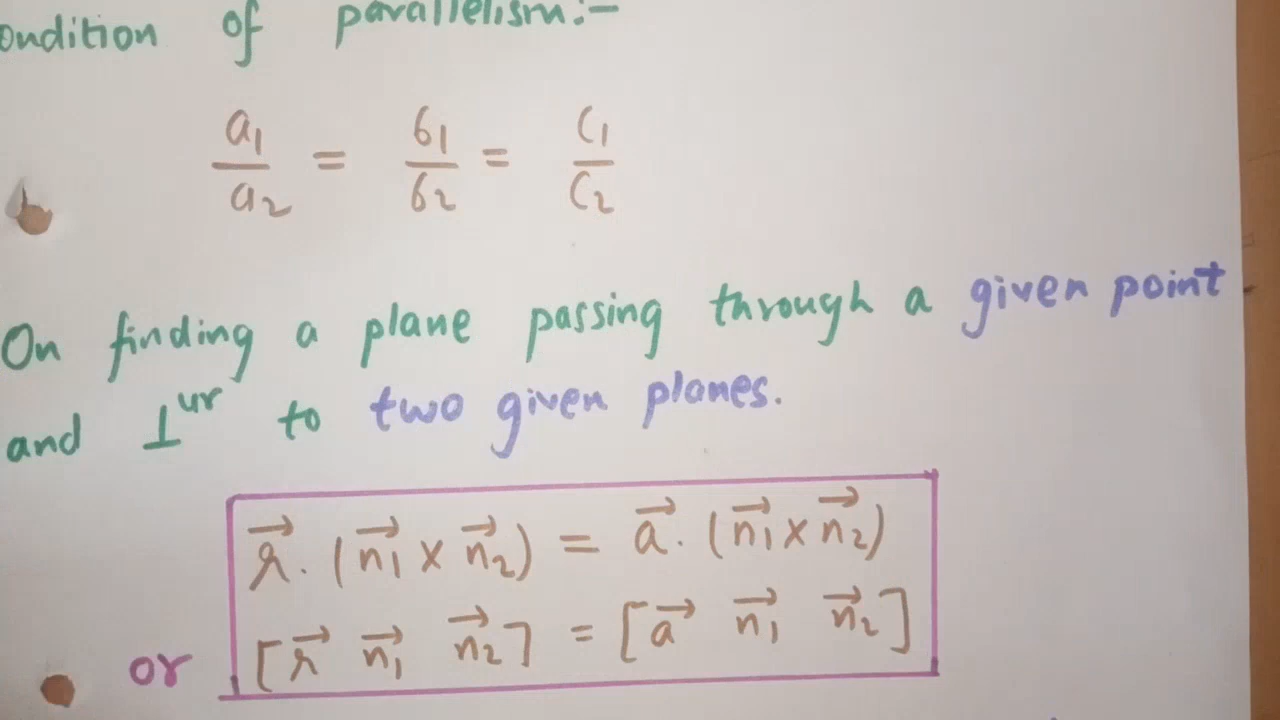 ondition of parallelism:-
a₁/a₂ = b₁/b₂ = c₁/c₂
On finding a plane passing through a given point
and ⊥ᵘʳ to two given planes.
r⃗. (n⃗₁ × n⃗₂) = a⃗. (n⃗₁ × n⃗₂)
or [r⃗ n⃗₁ n⃗₂] = [a⃗ n⃗₁ n⃗₂]